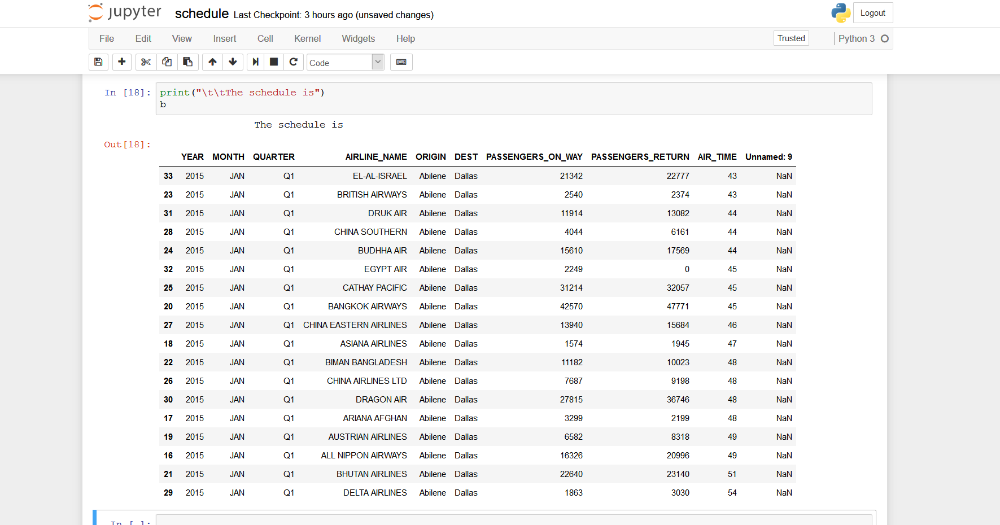 jupyter schedule Last Checkpoint: 3 hours ago (unsaved changes) Logout
File Edit View Insert Cell Kernel Widgets Help Trusted Python 3
Code
In [18]: print("\t\tThe schedule is")
b
The schedule is
Out[18]:
YEAR MONTH QUARTER AIRLINE_NAME ORIGIN DEST PASSENGERS_ON_WAY PASSENGERS_RETURN AIR_TIME Unnamed: 9
33 2015 JAN Q1 EL-AL-ISRAEL Abilene Dallas 21342 22777 43 NaN
23 2015 JAN Q1 BRITISH AIRWAYS Abilene Dallas 2540 2374 43 NaN
31 2015 JAN Q1 DRUK AIR Abilene Dallas 11914 13082 44 NaN
28 2015 JAN Q1 CHINA SOUTHERN Abilene Dallas 4044 6161 44 NaN
24 2015 JAN Q1 BUDHHA AIR Abilene Dallas 15610 17569 44 NaN
32 2015 JAN Q1 EGYPT AIR Abilene Dallas 2249 0 45 NaN
25 2015 JAN Q1 CATHAY PACIFIC Abilene Dallas 31214 32057 45 NaN
20 2015 JAN Q1 BANGKOK AIRWAYS Abilene Dallas 42570 47771 45 NaN
27 2015 JAN Q1 CHINA EASTERN AIRLINES Abilene Dallas 13940 15684 46 NaN
18 2015 JAN Q1 ASIANA AIRLINES Abilene Dallas 1574 1945 47 NaN
22 2015 JAN Q1 BIMAN BANGLADESH Abilene Dallas 11182 10023 48 NaN
26 2015 JAN Q1 CHINA AIRLINES LTD Abilene Dallas 7687 9198 48 NaN
30 2015 JAN Q1 DRAGON AIR Abilene Dallas 27815 36746 48 NaN
17 2015 JAN Q1 ARIANA AFGHAN Abilene Dallas 3299 2199 48 NaN
19 2015 JAN Q1 AUSTRIAN AIRLINES Abilene Dallas 6582 8318 49 NaN
16 2015 JAN Q1 ALL NIPPON AIRWAYS Abilene Dallas 16326 20996 49 NaN
21 2015 JAN Q1 BHUTAN AIRLINES Abilene Dallas 22640 23140 51 NaN
29 2015 JAN Q1 DELTA AIRLINES Abilene Dallas 1863 3030 54 NaN
In [ ]: